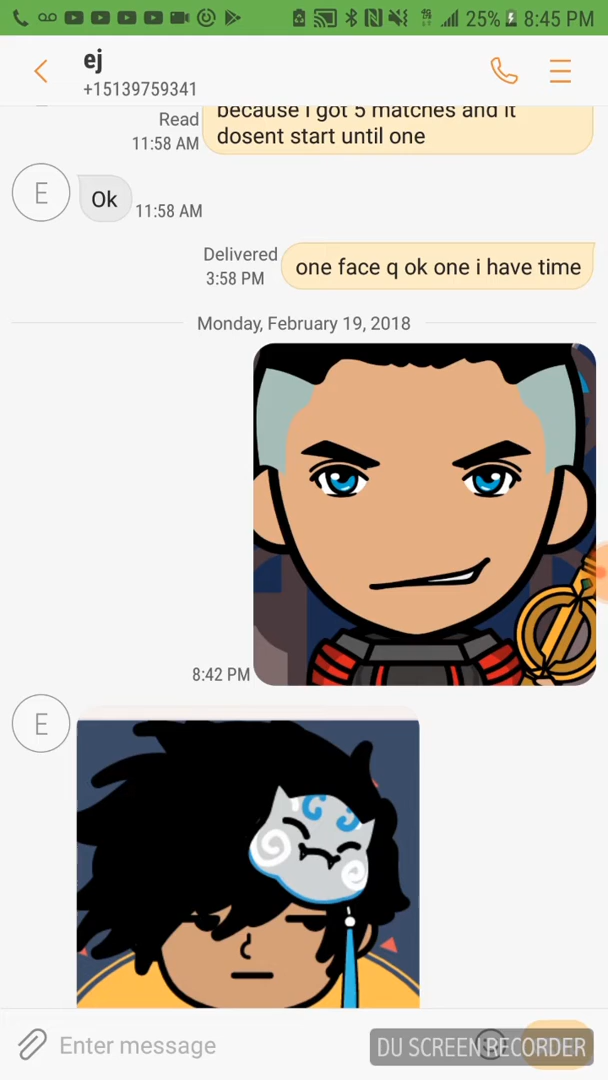 25% 8:45 PM
ej
+15139759341
because i got 5 matches and it
dosent start until one
Read
11:58 AM
E
Ok
11:58 AM
Delivered
3:58 PM
one face q ok one i have time
Monday, February 19, 2018
8:42 PM
E
Enter message
DU SCREEN RECORDER